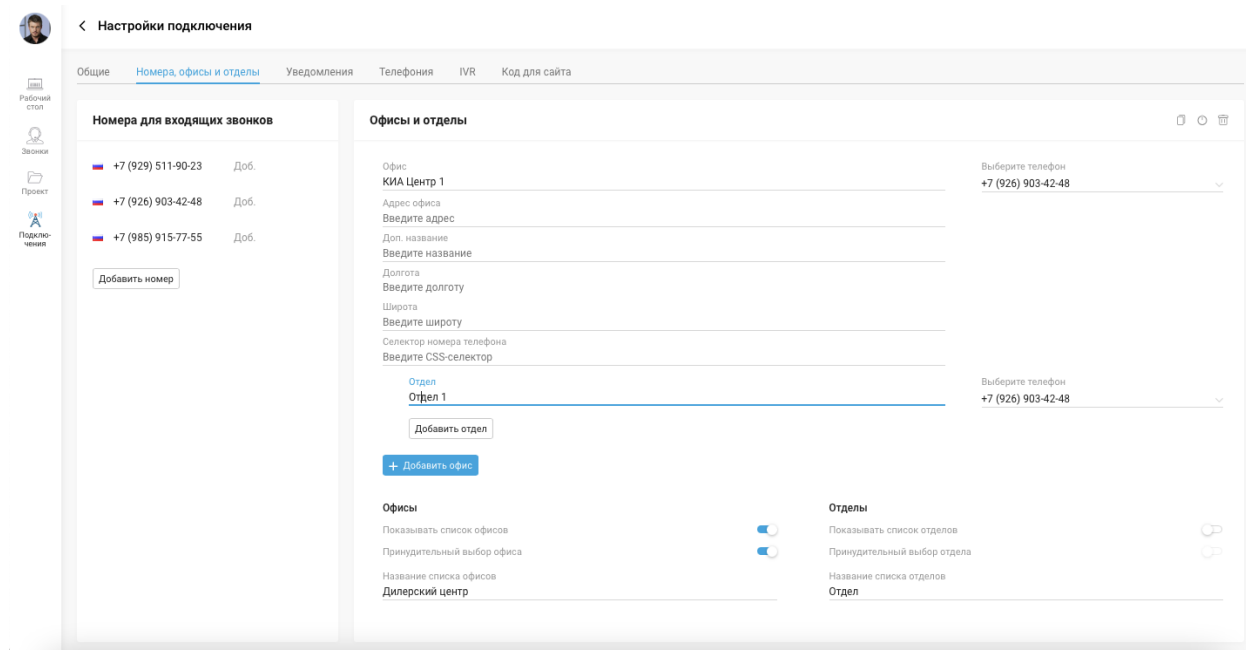 Настройки подключения
Общие
Номера, офисы и отделы
Уведомления
Телефония
IVR
Код для сайта
Рабочий
стол
Звонки
Проект
Подклю-
чения
Номера для входящих звонков
+7 (929) 511-90-23 Доб.
+7 (926) 903-42-48 Доб.
+7 (985) 915-77-55 Доб.
Добавить номер
Офисы и отделы
Офис
КИА Центр 1
Выберите телефон
+7 (926) 903-42-48
Адрес офиса
Введите адрес
Доп. название
Введите название
Долгота
Введите долготу
Широта
Введите широту
Селектор номера телефона
Введите CSS-селектор
Отдел
Отдел 1
Выберите телефон
+7 (926) 903-42-48
Добавить отдел
+ Добавить офис
Офисы
Показывать список офисов
Принудительный выбор офиса
Название списка офисов
Дилерский центр
Отделы
Показывать список отделов
Принудительный выбор отдела
Название списка отделов
Отдел